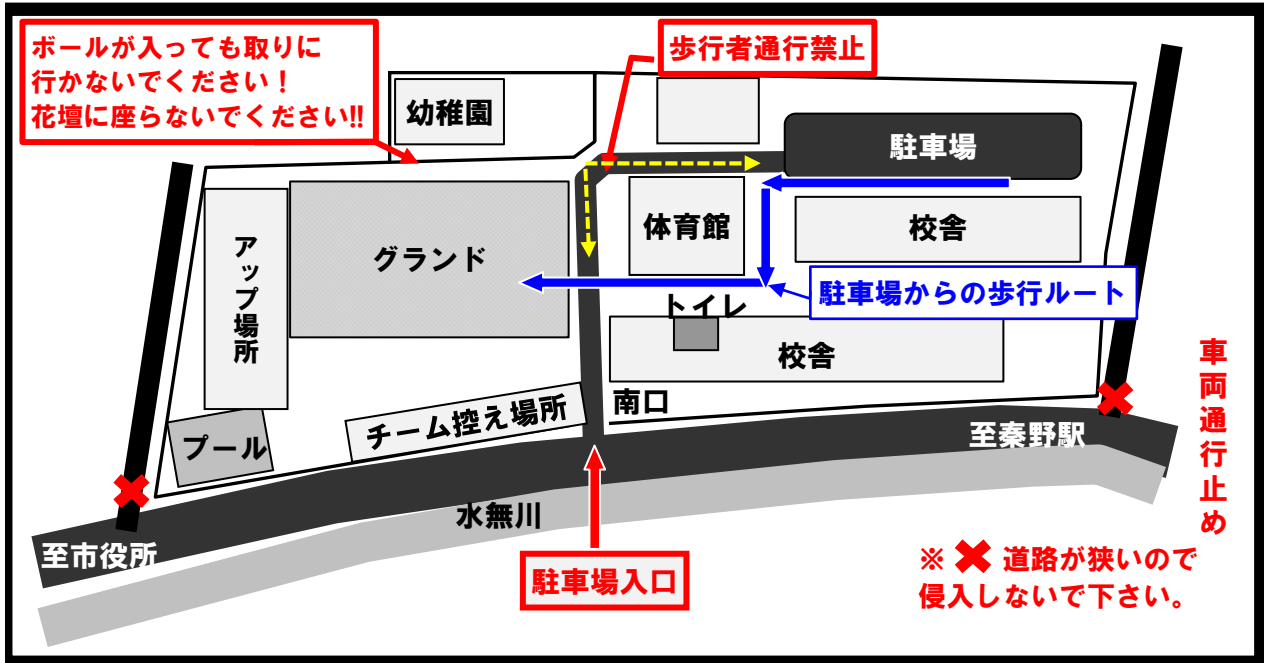 ボールが入っても取りに
行かないでください!
花壇に座らないでください!!
歩行者通行禁止
幼稚園
駐車場
アップ場所
グランド
体育館
校舎
駐車場からの歩行ルート
トイレ
校舎
南口
チーム控え場所
プール
至秦野駅
車両通行止め
水無川
至市役所
駐車場入口
※ ✖ 道路が狭いので
侵入しないで下さい。